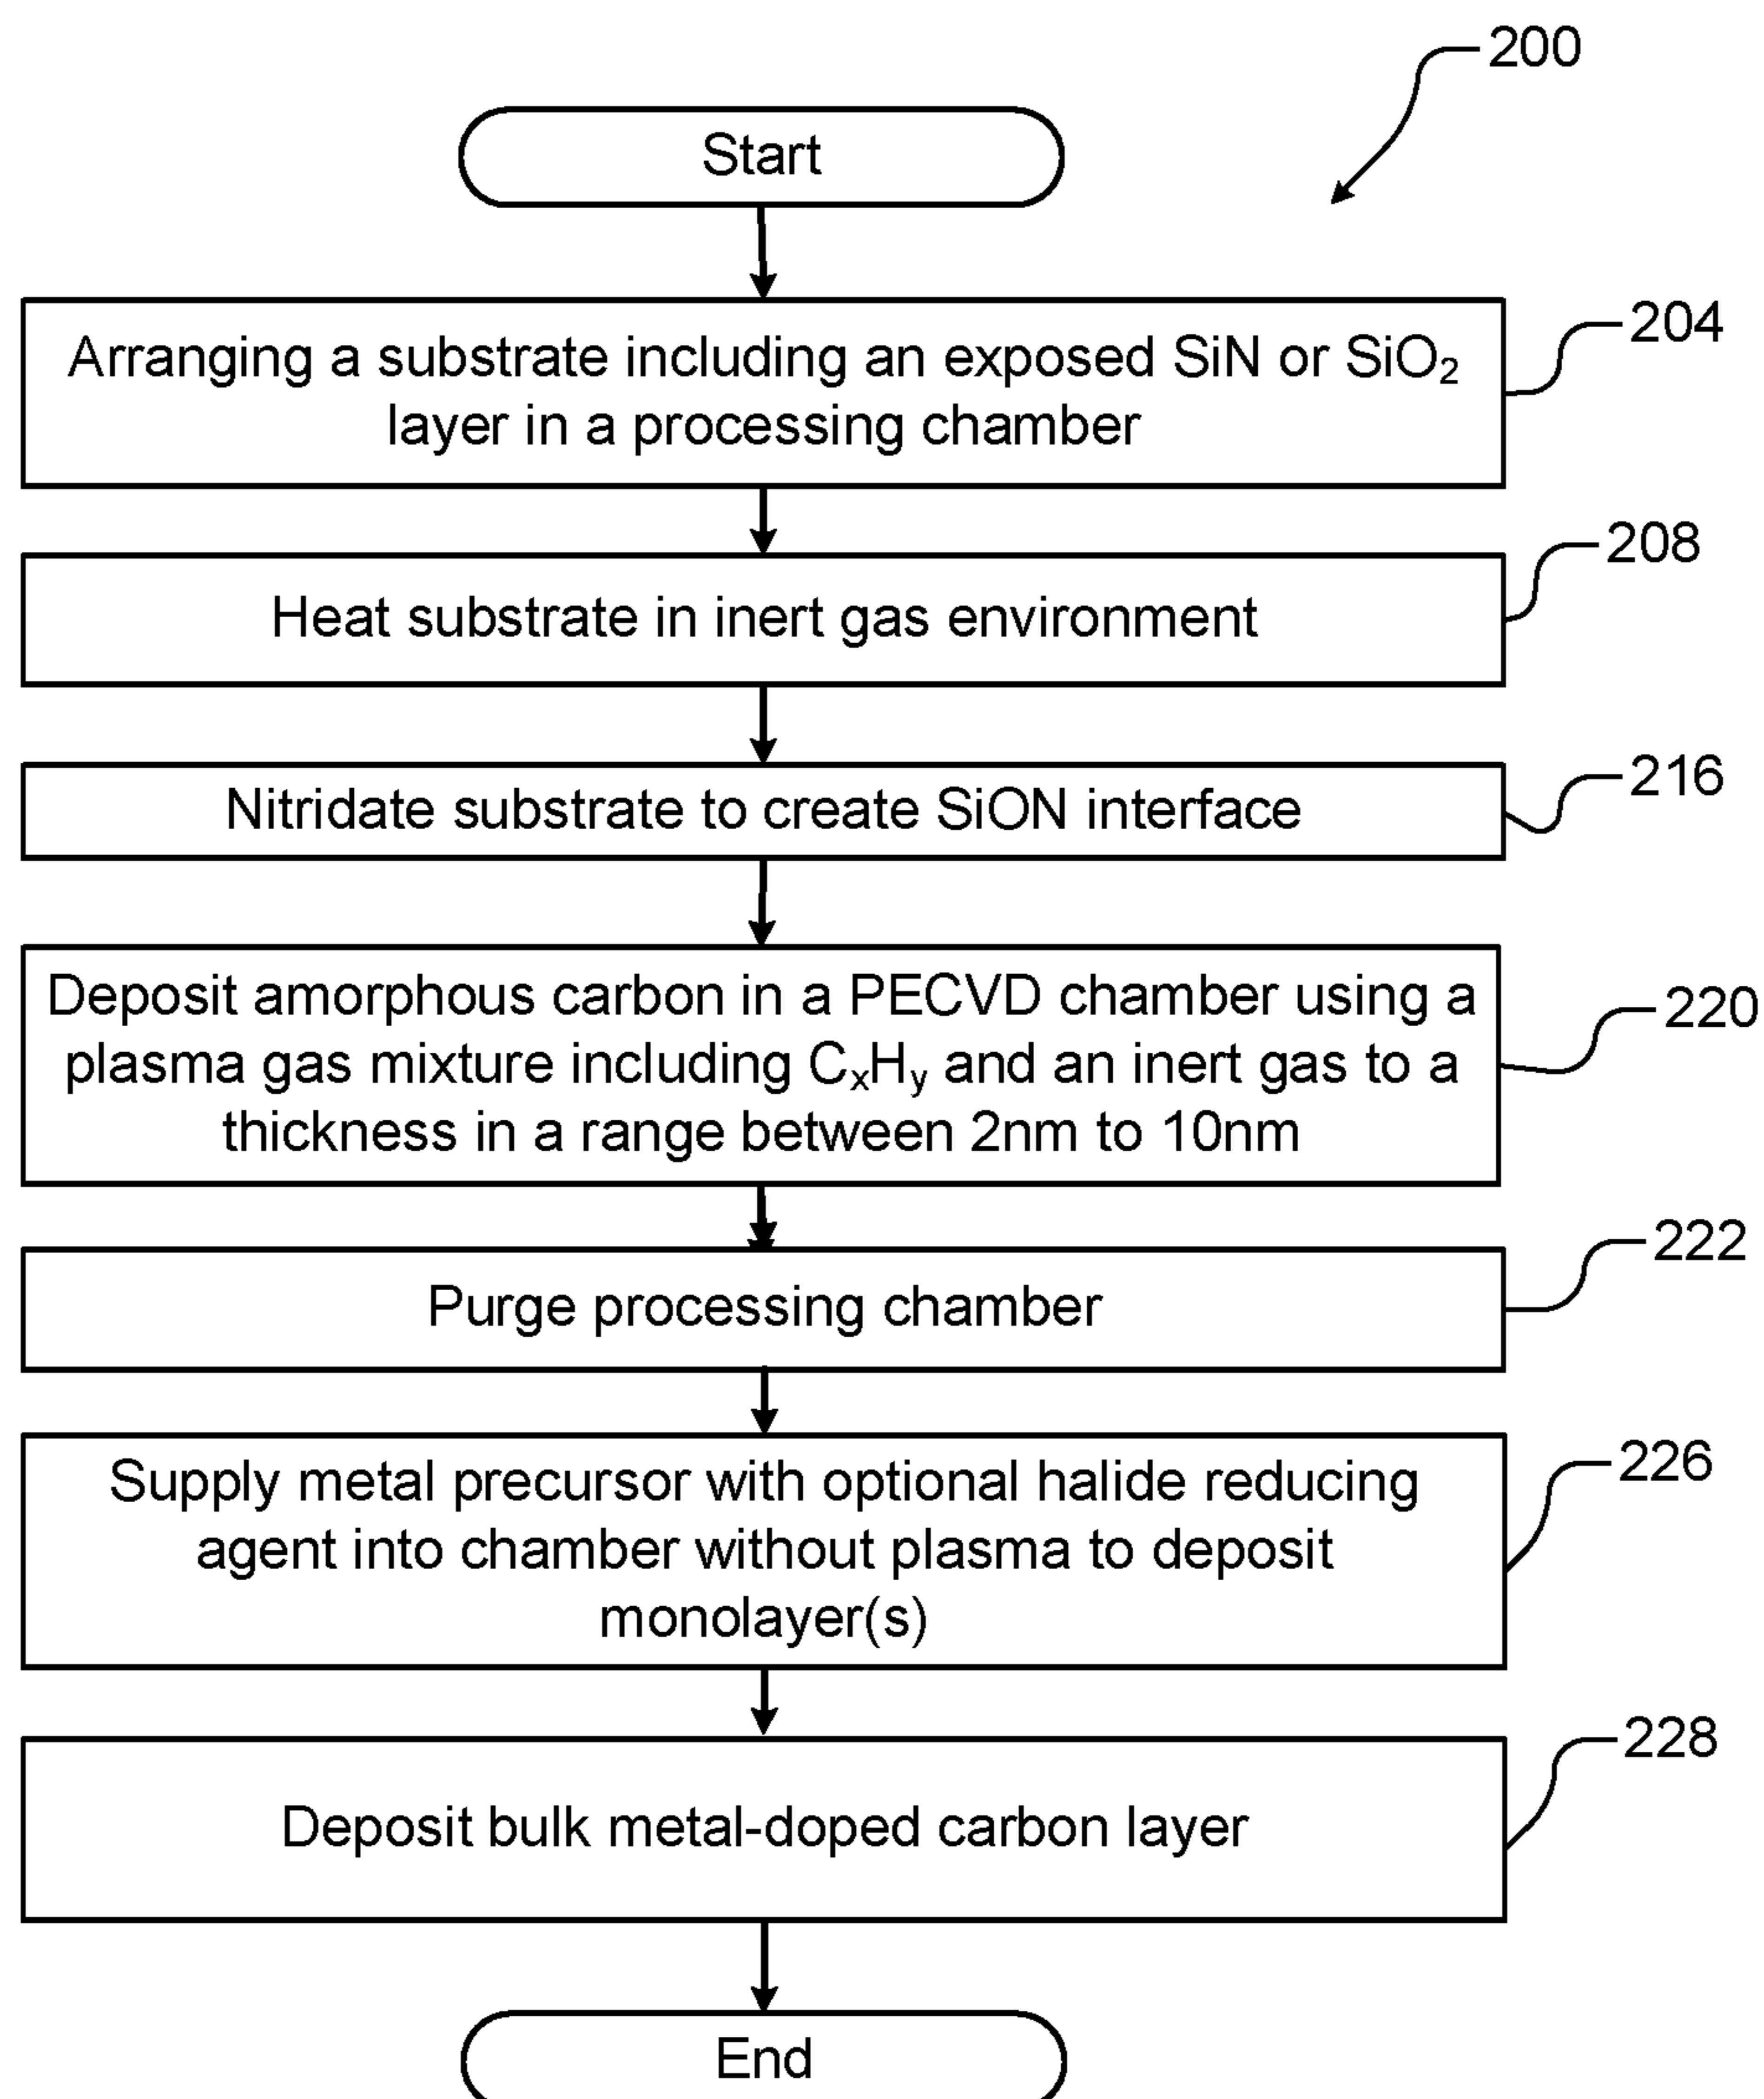 200
Start
Arranging a substrate including an exposed SiN or SiO₂
layer in a processing chamber
204
Heat substrate in inert gas environment
208
Nitridate substrate to create SiON interface
216
Deposit amorphous carbon in a PECVD chamber using a
plasma gas mixture including CₓHᵧ and an inert gas to a
thickness in a range between 2nm to 10nm
220
Purge processing chamber
222
Supply metal precursor with optional halide reducing
agent into chamber without plasma to deposit
monolayer(s)
226
Deposit bulk metal-doped carbon layer
228
End